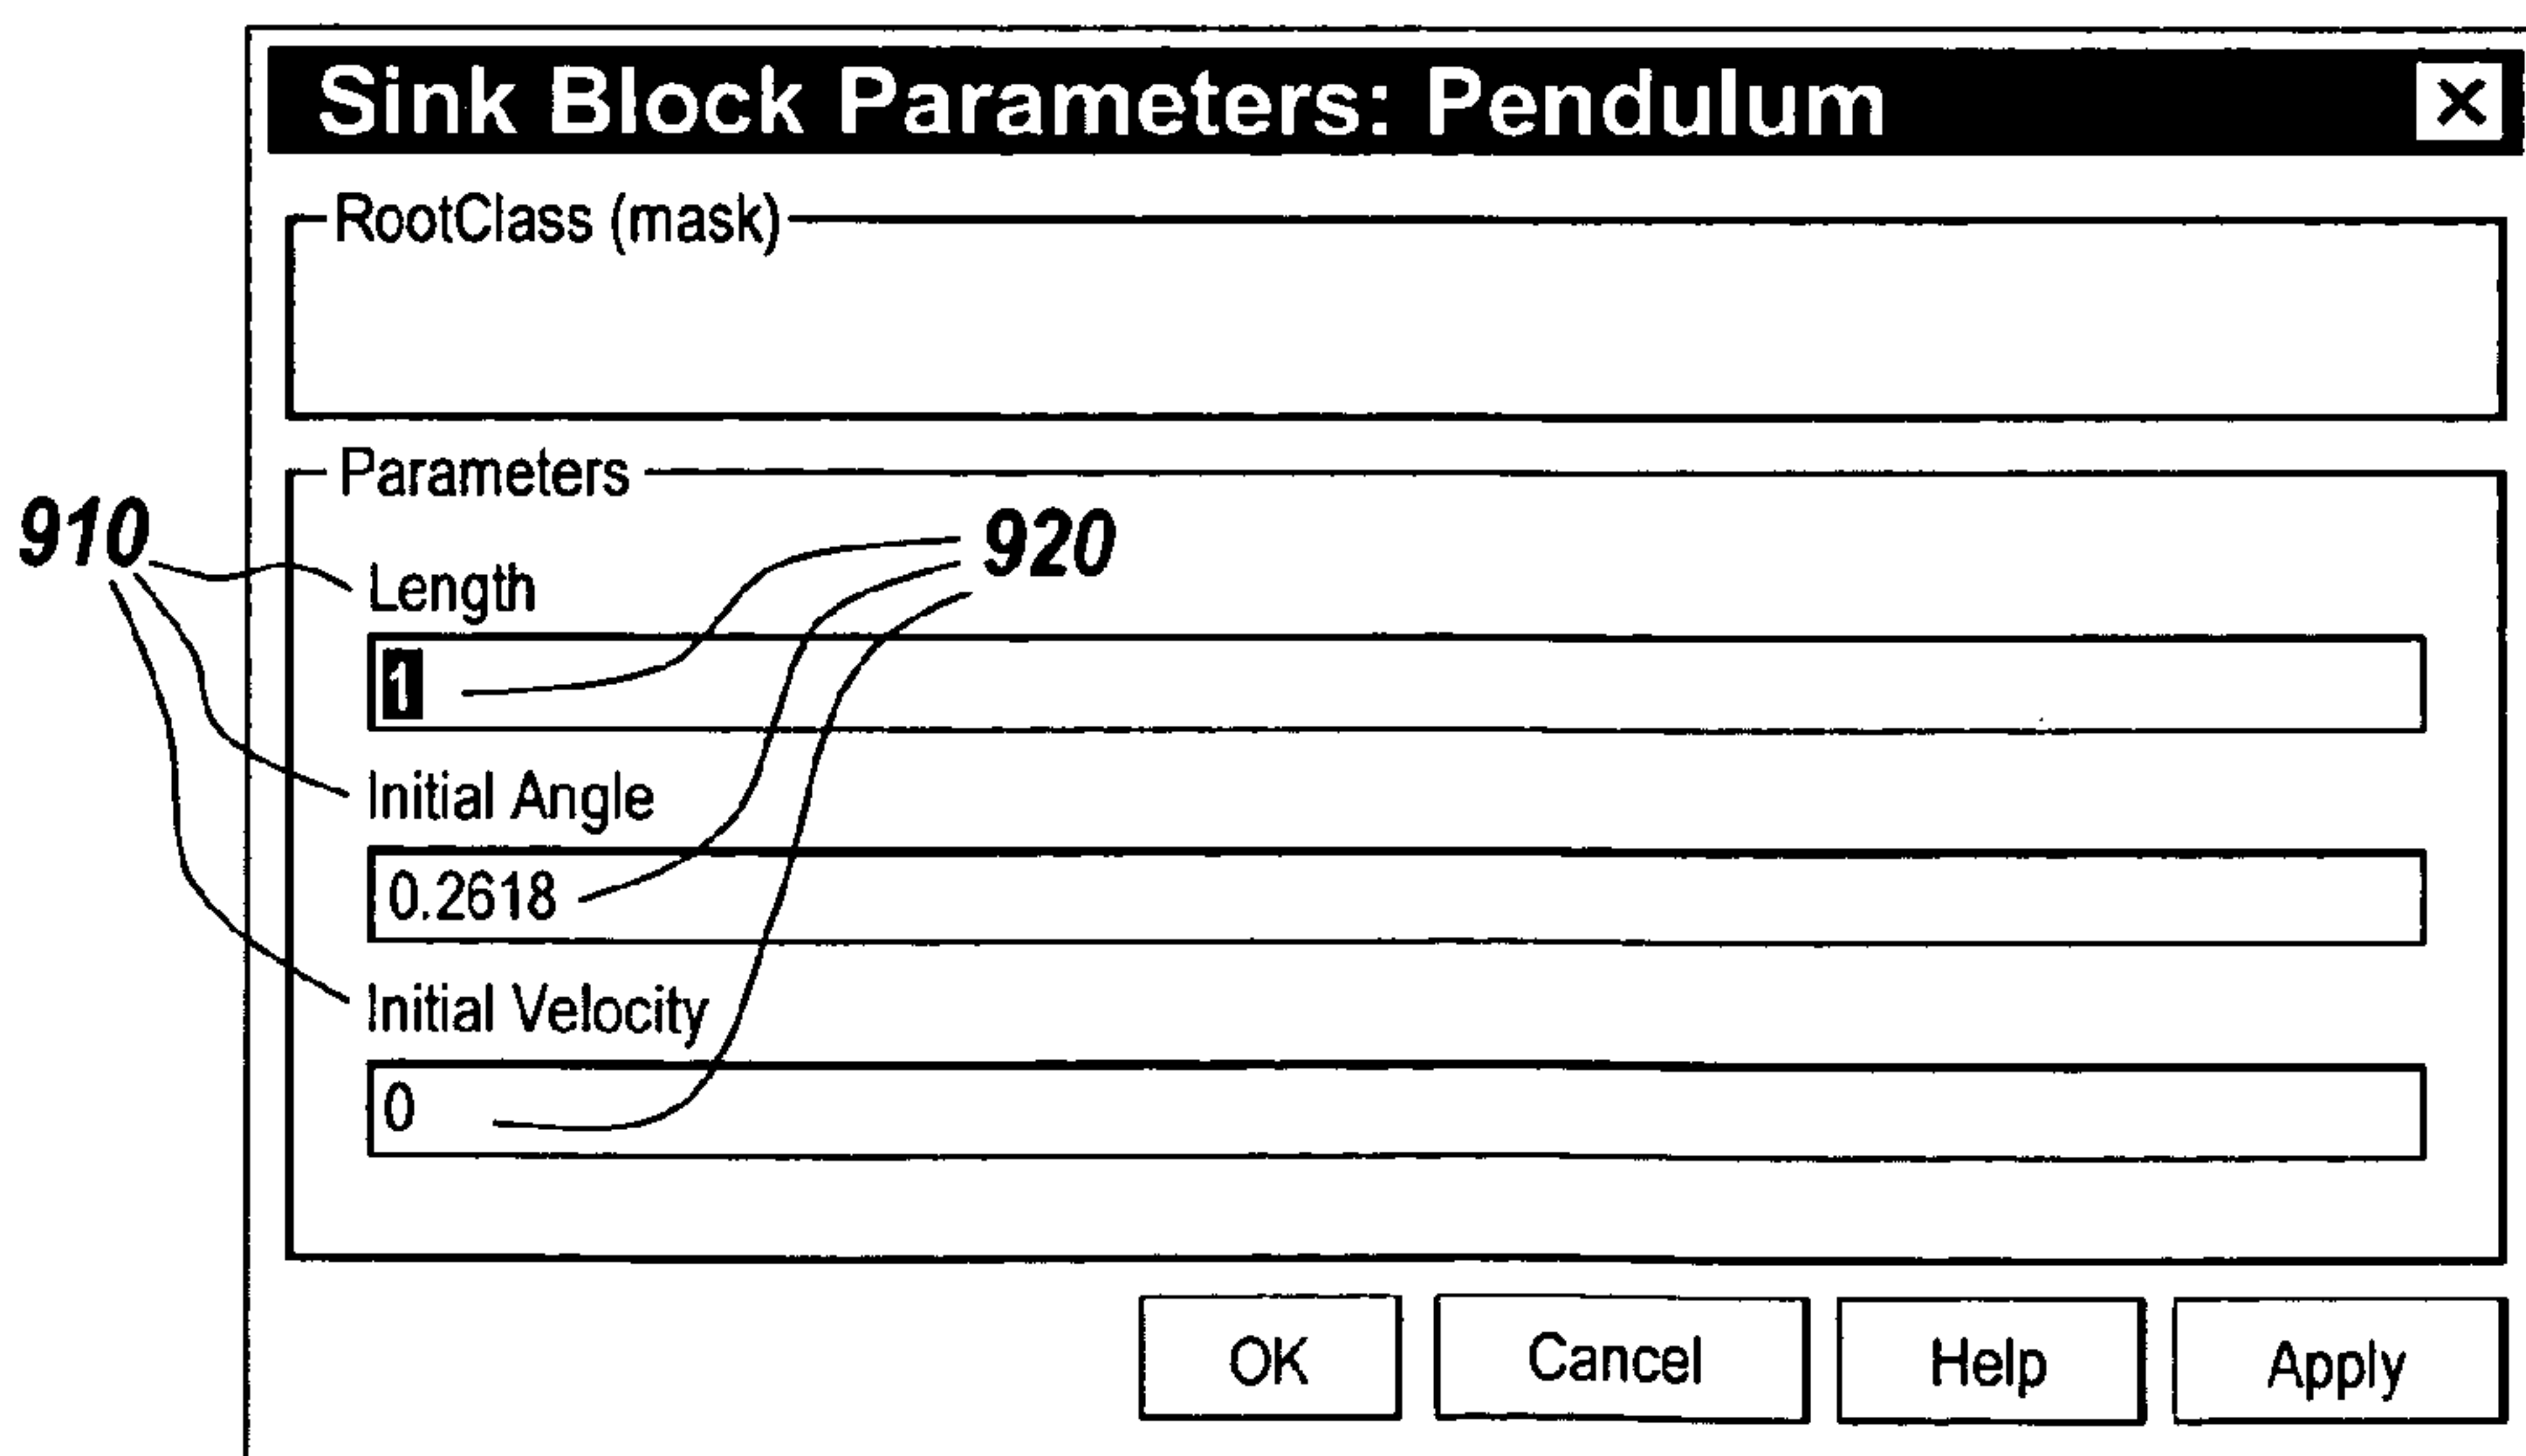 Sink Block Parameters: Pendulum
RootClass (mask)
Parameters
910
920
Length
1
Initial Angle
0.2618
Initial Velocity
0
OK Cancel Help Apply